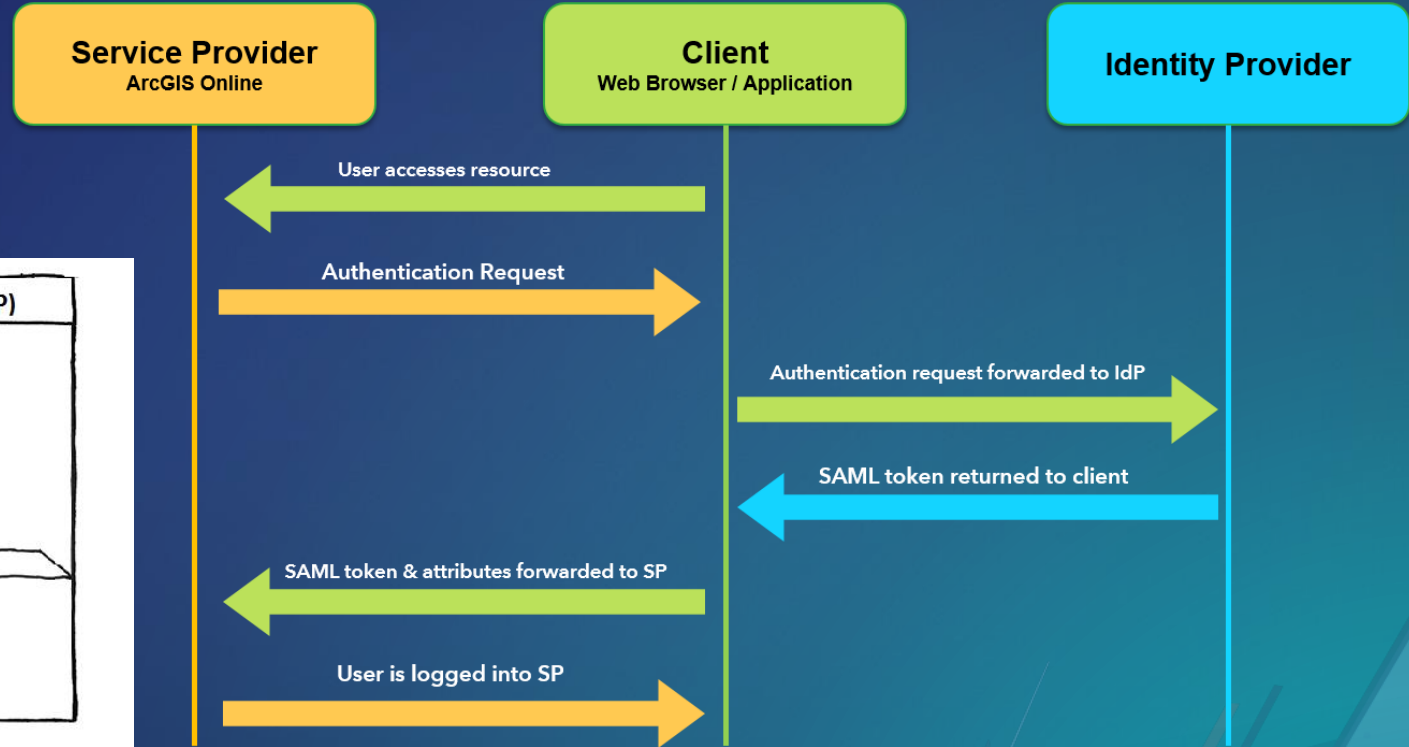 Service Provider
ArcGIS Online
Client
Web Browser / Application
Identity Provider
User accesses resource
Authentication Request
P)
Authentication request forwarded to IdP
SAML token returned to client
SAML token & attributes forwarded to SP
User is logged into SP